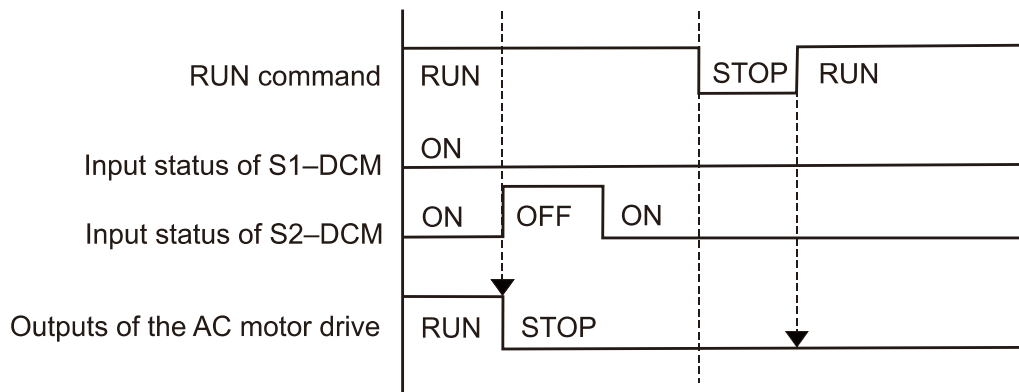 RUN command
RUN
STOP
RUN
Input status of S1–DCM
ON
Input status of S2–DCM
ON
OFF
ON
Outputs of the AC motor drive
RUN
STOP